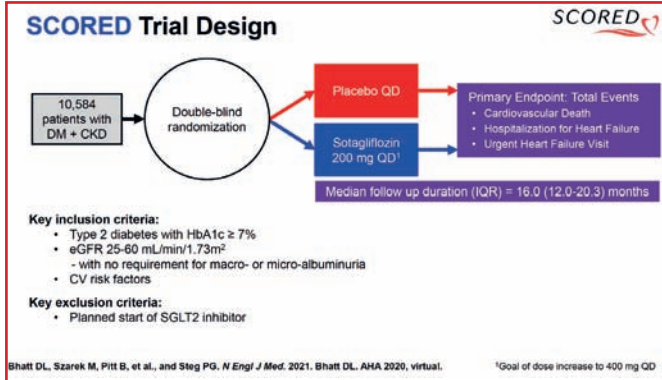 SCORED Trial Design
SCORED
10,584
patients with
DM + CKD
Double-blind
randomization
Placebo QD
Sotagliflozin
200 mg QD¹
Primary Endpoint: Total Events
• Cardiovascular Death
• Hospitalization for Heart Failure
• Urgent Heart Failure Visit
Median follow up duration (IQR) = 16.0 (12.0-20.3) months
Key inclusion criteria:
• Type 2 diabetes with HbA1c ≥ 7%
• eGFR 25-60 mL/min/1.73m²
- with no requirement for macro- or micro-albuminuria
• CV risk factors
Key exclusion criteria:
• Planned start of SGLT2 inhibitor
Bhatt DL, Szarek M, Pitt B, et al., and Steg PG. N Engl J Med. 2021. Bhatt DL. AHA 2020, virtual.
¹Goal of dose increase to 400 mg QD